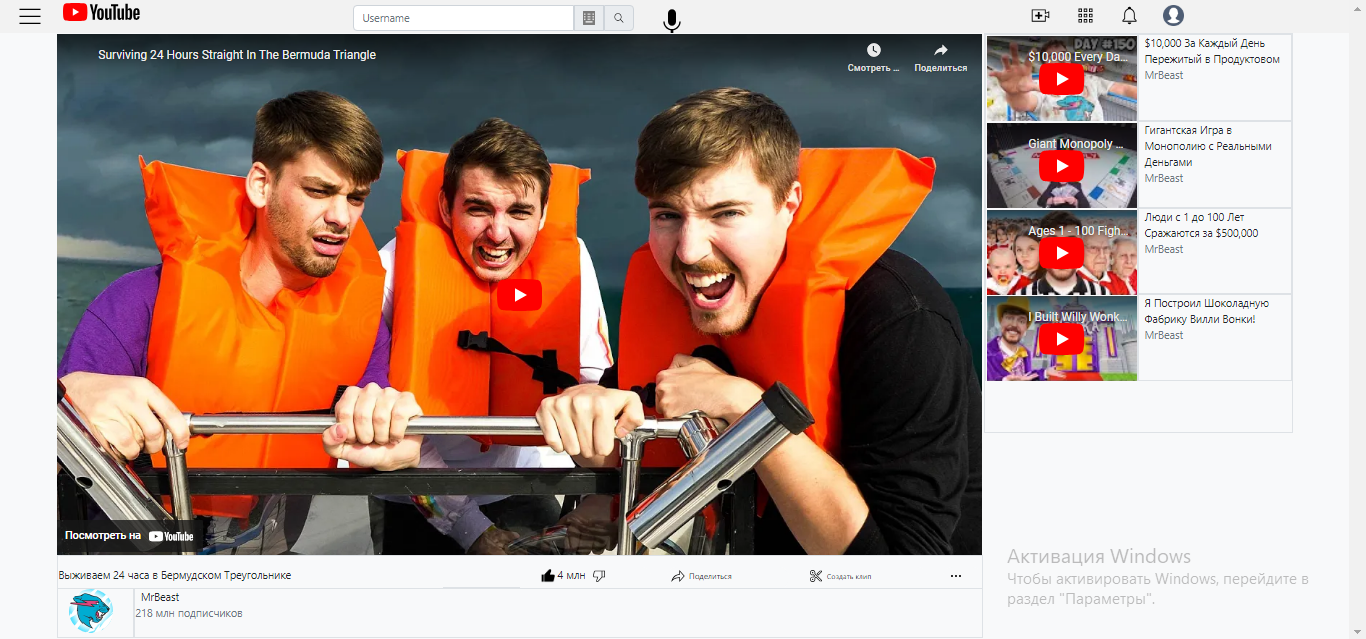 YouTube
Username
Surviving 24 Hours Straight In The Bermuda Triangle
Смотреть ...
Поделиться
Посмотреть на YouTube
Выживаем 24 часа в Бермудском Треугольнике
4 млн
Поделиться
Создать клип
MrBeast
218 млн подписчиков
DAY #150
$10,000 Every Da...
$10,000 За Каждый День
Пережитый в Продуктовом
MrBeast
Giant Monopoly ...
Гигантская Игра в
Монополию с Реальными
Деньгами
MrBeast
Ages 1 - 100 Figh...
Люди с 1 до 100 Лет
Сражаются за $500,000
MrBeast
I Built Willy Wonk...
Я Построил Шоколадную
Фабрику Вилли Вонки!
MrBeast
Активация Windows
Чтобы активировать Windows, перейдите в
раздел "Параметры".